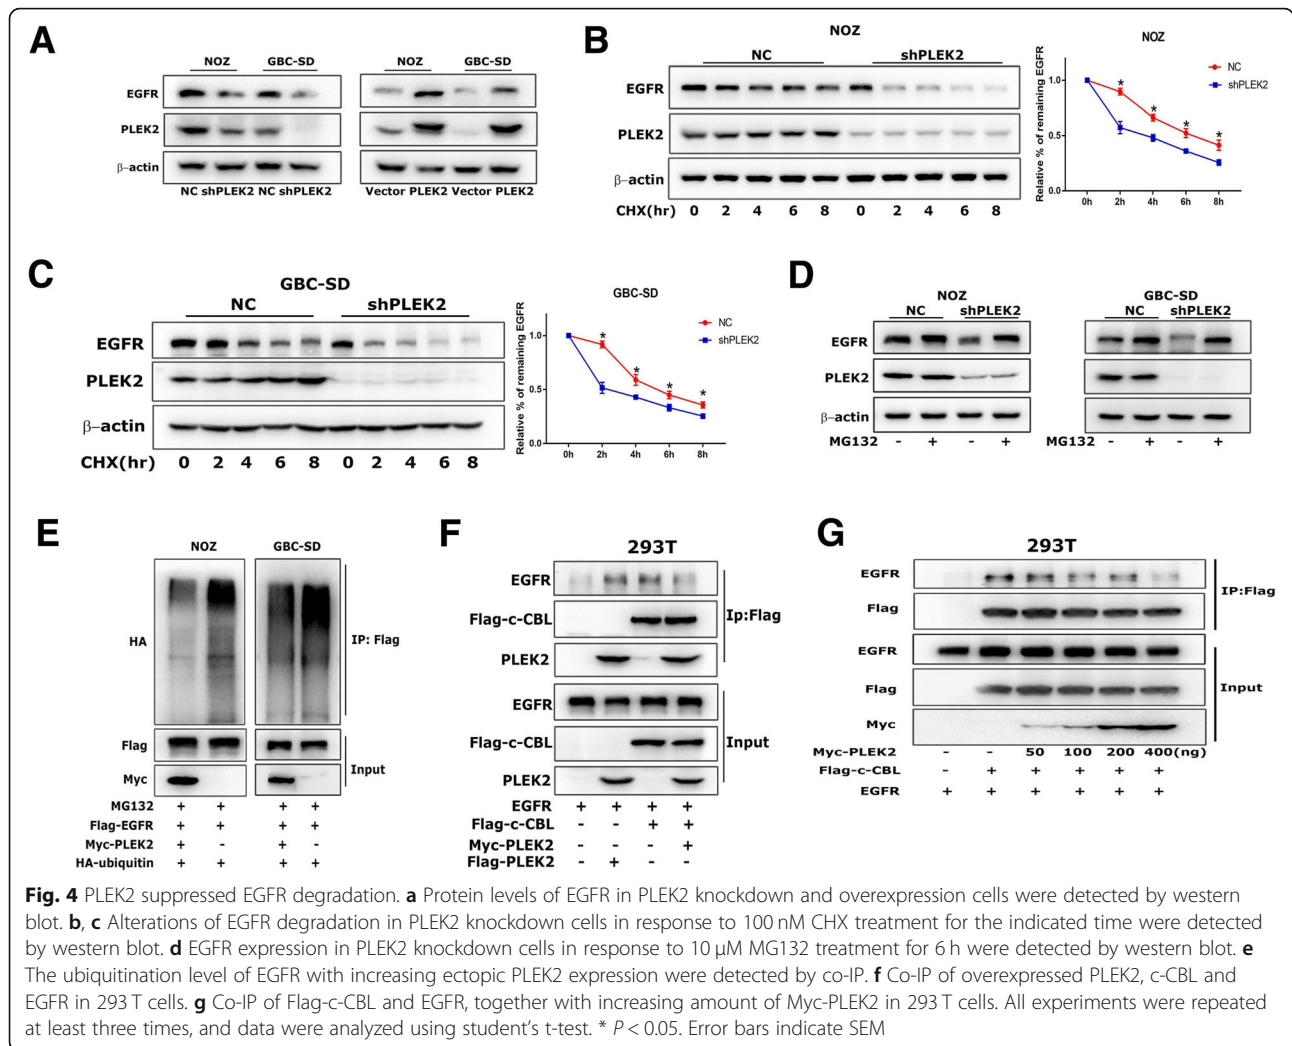 A
NOZ GBC-SD NOZ GBC-SD
EGFR
PLEK2
β-actin
NC shPLEK2 NC shPLEK2 Vector PLEK2 Vector PLEK2
B
NOZ
NC shPLEK2
EGFR
PLEK2
β-actin
CHX(hr) 0 2 4 6 8 0 2 4 6 8
NOZ
NC
shPLEK2
Relative % of remaining EGFR
1.0
0.5
0.0
* * * *
0h 2h 4h 6h 8h
C
GBC-SD
NC shPLEK2
EGFR
PLEK2
β-actin
CHX(hr) 0 2 4 6 8 0 2 4 6 8
GBC-SD
NC
shPLEK2
Relative % of remaining EGFR
1.0
0.5
0.0
* * * *
0h 2h 4h 6h 8h
D
NOZ GBC-SD
NC shPLEK2 NC shPLEK2
EGFR
PLEK2
β-actin
MG132 - + - + MG132 - + - +
E
NOZ GBC-SD
HA
IP: Flag
Flag
Myc
Input
MG132 + + + +
Flag-EGFR + + + +
Myc-PLEK2 + - + -
HA-ubiquitin + + + +
F
293T
EGFR
Flag-c-CBL
PLEK2
Ip:Flag
EGFR
Flag-c-CBL
PLEK2
Input
EGFR + + + +
Flag-c-CBL - - + +
Myc-PLEK2 - - - +
Flag-PLEK2 - + - -
G
293T
EGFR
Flag
IP:Flag
EGFR
Flag
Myc
Input
Myc-PLEK2 - - 50 100 200 400(ng)
Flag-c-CBL - + + + + +
EGFR + + + + + +
Fig. 4 PLEK2 suppressed EGFR degradation. a Protein levels of EGFR in PLEK2 knockdown and overexpression cells were detected by western
blot. b, c Alterations of EGFR degradation in PLEK2 knockdown cells in response to 100 nM CHX treatment for the indicated time were detected
by western blot. d EGFR expression in PLEK2 knockdown cells in response to 10 μM MG132 treatment for 6 h were detected by western blot. e
The ubiquitination level of EGFR with increasing ectopic PLEK2 expression were detected by co-IP. f Co-IP of overexpressed PLEK2, c-CBL and
EGFR in 293 T cells. g Co-IP of Flag-c-CBL and EGFR, together with increasing amount of Myc-PLEK2 in 293 T cells. All experiments were repeated
at least three times, and data were analyzed using student's t-test. * P < 0.05. Error bars indicate SEM